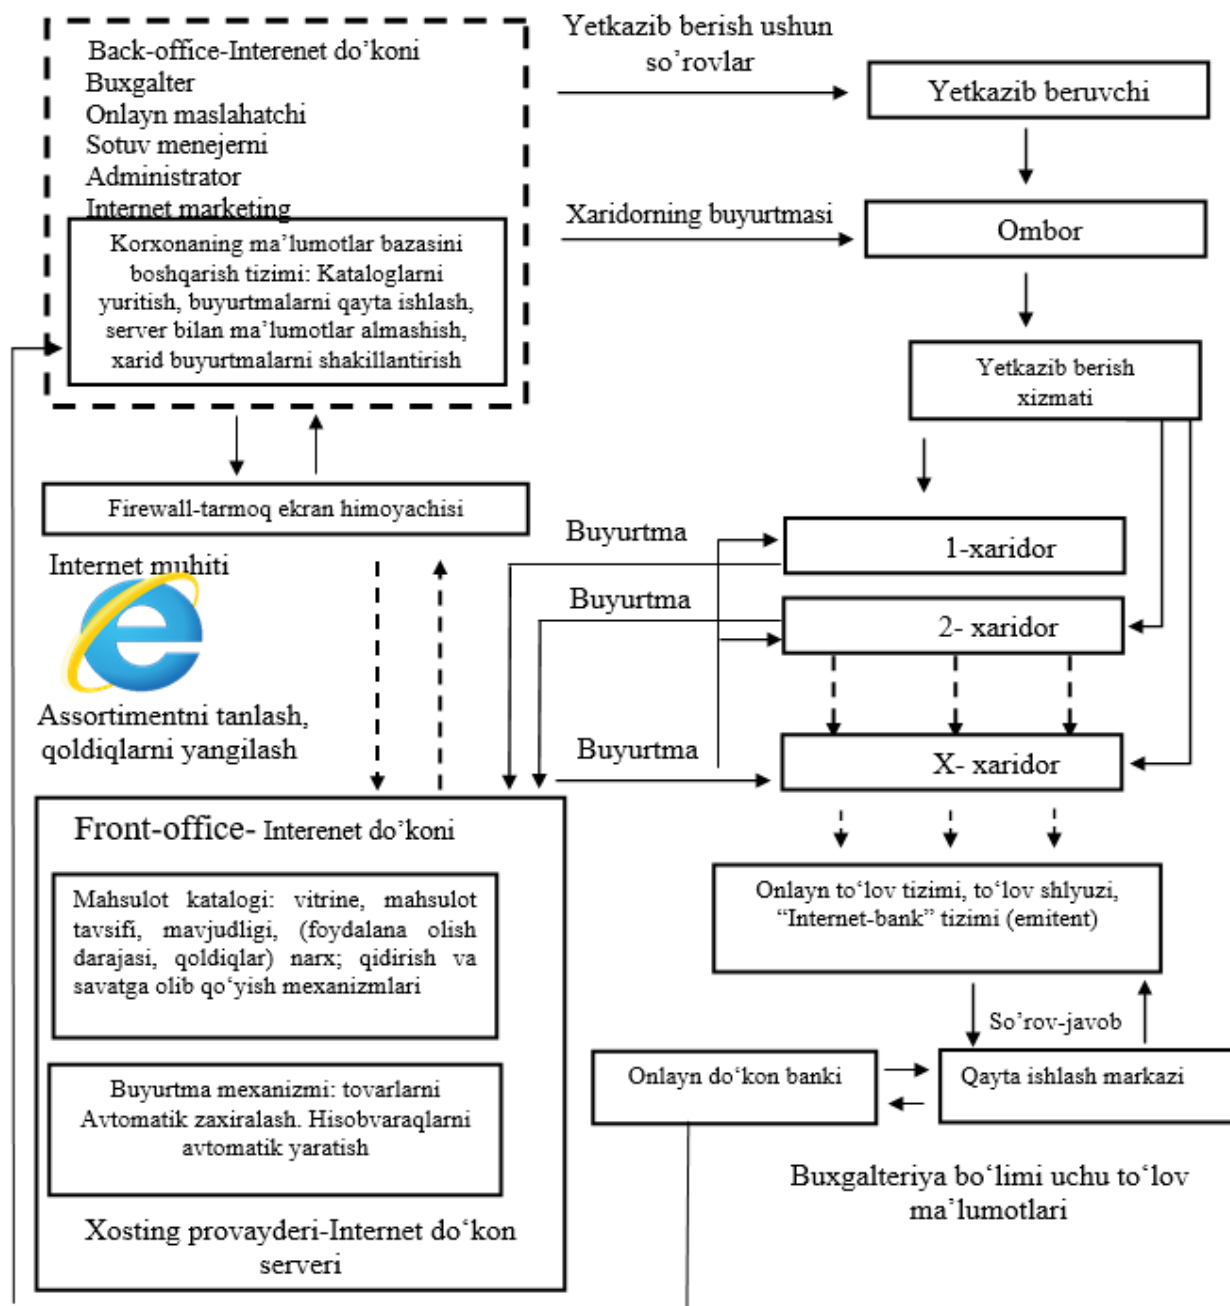 Back-office-Interenet do’koni
Buxgalter
Onlayn maslahatchi
Sotuv menejerni
Administrator
Internet marketing
Korxonaning ma’lumotlar bazasini
boshqarish tizimi: Kataloglarni
yuritish, buyurtmalarni qayta ishlash,
server bilan ma’lumotlar almashish,
xarid buyurtmalarni shakillantirish
Yetkazib berish ushun
so’rovlar
Yetkazib beruvchi
Xaridorning buyurtmasi
Ombor
Yetkazib berish
xizmati
Firewall-tarmoq ekran himoyachisi
Internet muhiti
Assortimentni tanlash,
qoldiqlarni yangilash
Buyurtma
1-xaridor
Buyurtma
2- xaridor
Buyurtma
X- xaridor
Front-office- Interenet do’koni
Mahsulot katalogi: vitrine, mahsulot
tavsifi, mavjudligi, (foydalana olish
darajasi, qoldiqlar) narx; qidirish va
savatga olib qo‘yish mexanizmlari
Buyurtma mexanizmi: tovarlarni
Avtomatik zaxiralash. Hisobvaraqlarni
avtomatik yaratish
Xosting provayderi-Internet do‘kon
serveri
Onlayn to‘lov tizimi, to‘lov shlyuzi,
“Internet-bank” tizimi (emitent)
So’rov-javob
Onlayn do‘kon banki
Qayta ishlash markazi
Buxgalteriya bo‘limi uchu to‘lov
ma’lumotlari